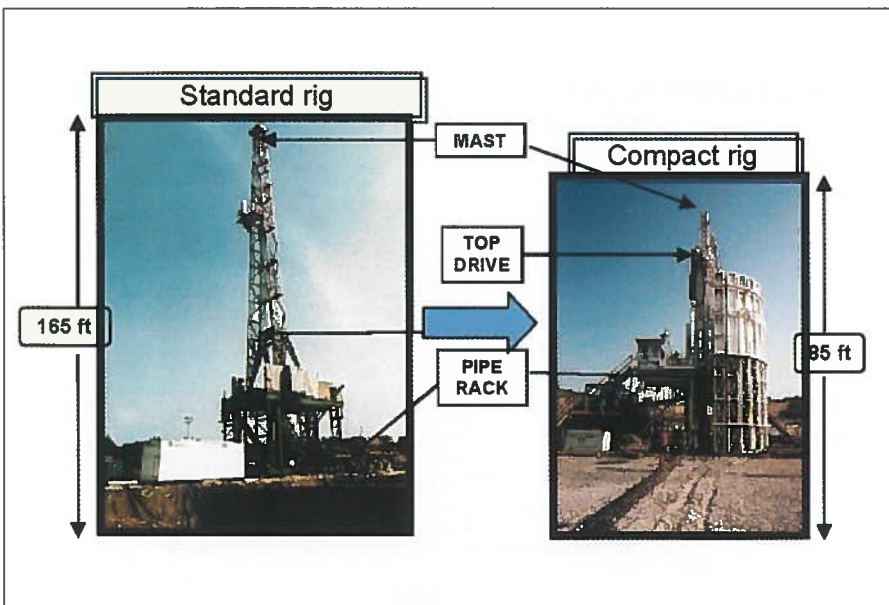 Standard rig
MAST
Compact rig
TOP
DRIVE
165 ft
85 ft
PIPE
RACK